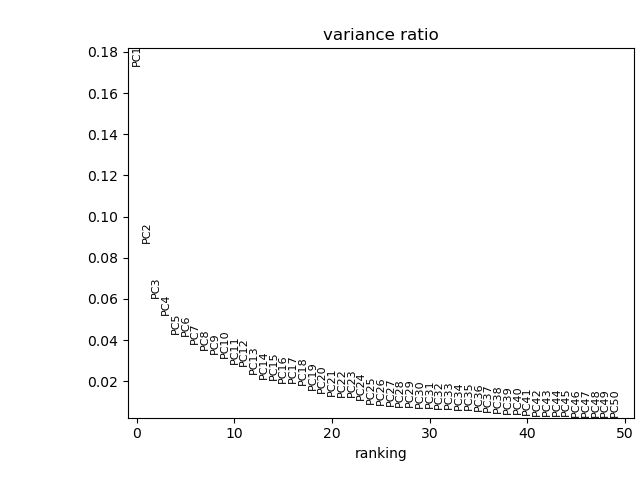 variance ratio
0.18
0.16
0.14
0.12
0.10
0.08
0.06
0.04
0.02
PC1
PC2
PC3
PC4
PC5
PC6
PC7
PC8
PC9
PC10
PC11
PC12
PC13
PC14
PC15
PC16
PC17
PC18
PC19
PC20
PC21
PC22
PC23
PC24
PC25
PC26
PC27
PC28
PC29
PC30
PC31
PC32
PC33
PC34
PC35
PC36
PC37
PC38
PC39
PC40
PC41
PC42
PC43
PC44
PC45
PC46
PC47
PC48
PC49
PC50
0 10 20 30 40 50
ranking